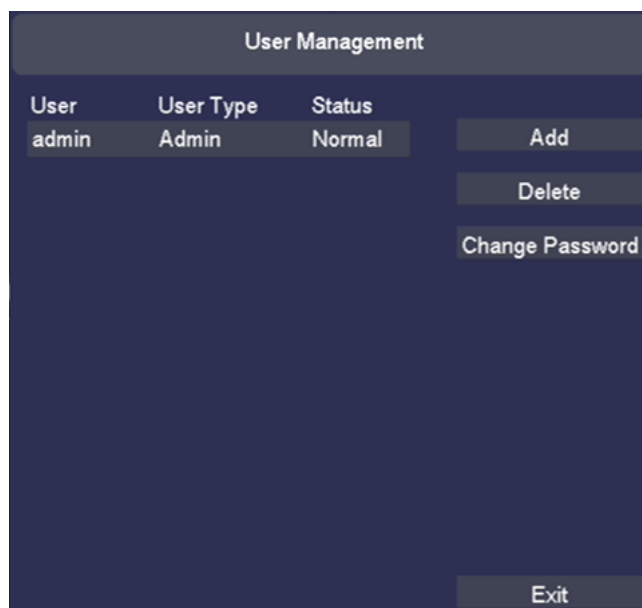 User Management
User User Type Status
admin Admin Normal
Add
Delete
Change Password
Exit